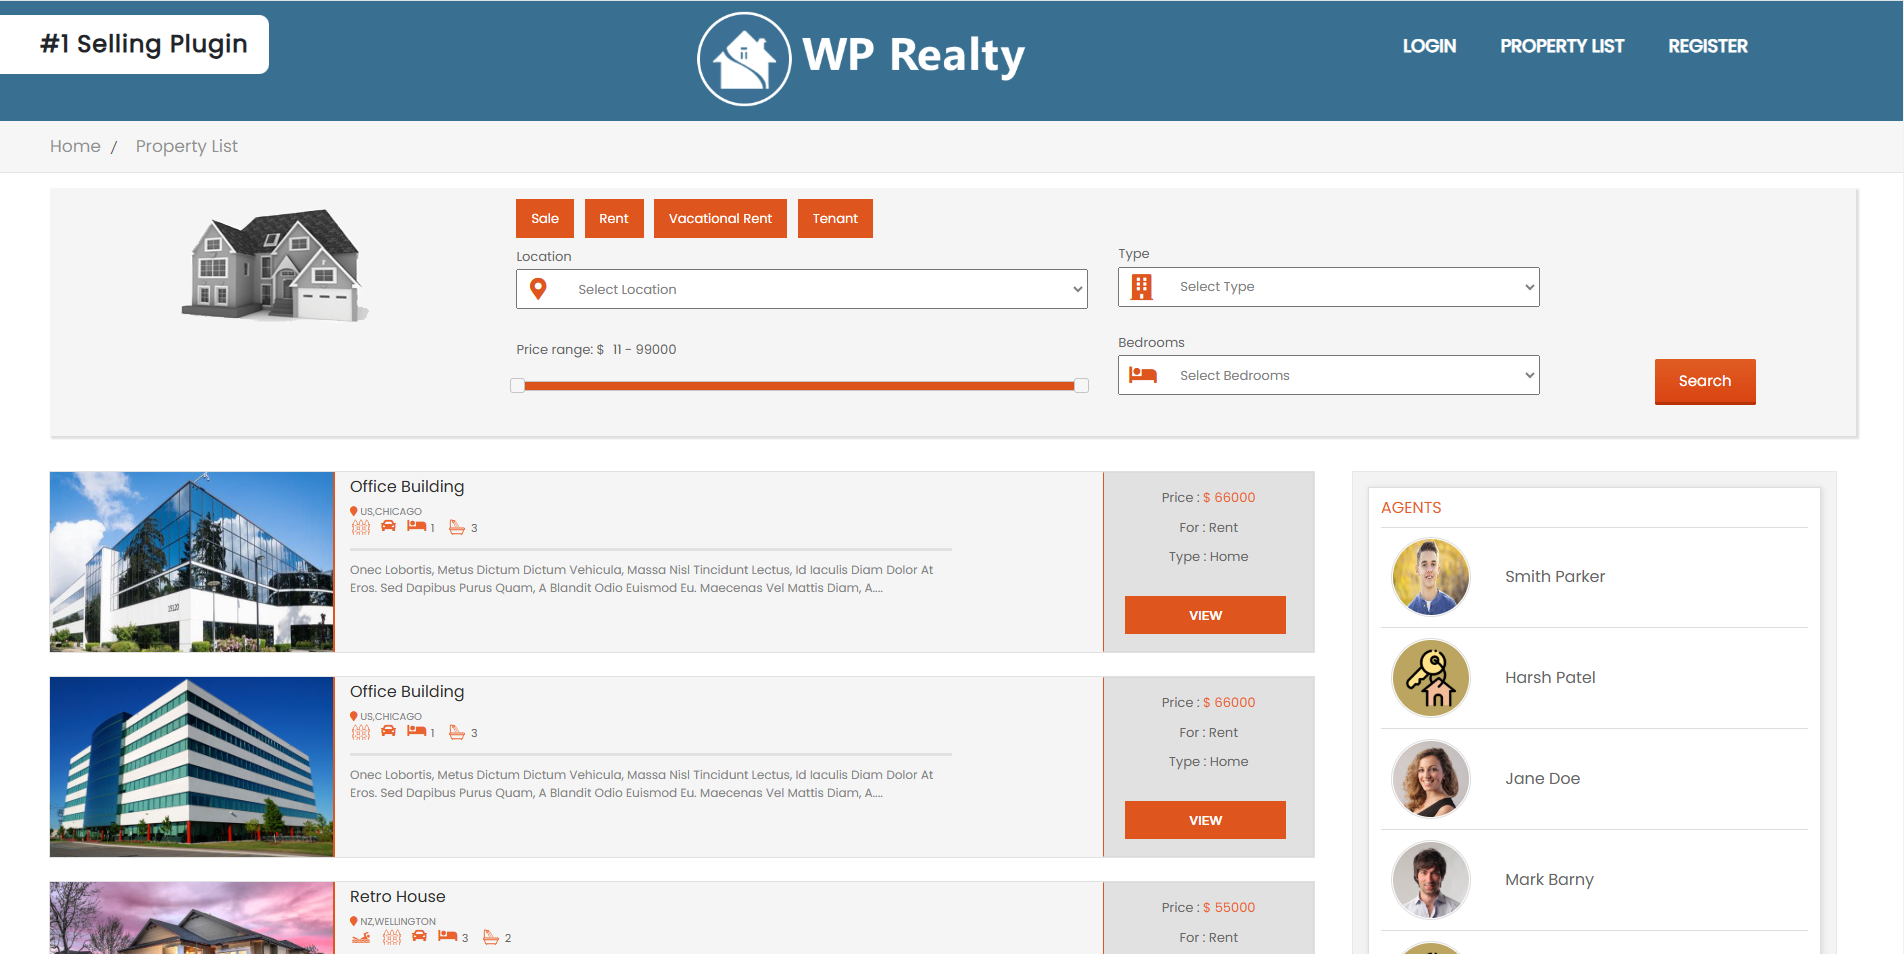 #1 Selling Plugin
WP Realty
LOGIN PROPERTY LIST REGISTER
Home / Property List
Sale Rent Vacational Rent Tenant
Location
Select Location
Type
Select Type
Price range: $ 11 - 99000
Bedrooms
Select Bedrooms
Search
Office Building
US,CHICAGO
1 3
Onec Lobortis, Metus Dictum Dictum Vehicula, Massa Nisl Tincidunt Lectus, Id Iaculis Diam Dolor At
Eros. Sed Dapibus Purus Quam, A Blandit Odio Euismod Eu. Maecenas Vel Mattis Diam, A....
Price : $ 66000
For : Rent
Type : Home
VIEW
Office Building
US,CHICAGO
1 3
Onec Lobortis, Metus Dictum Dictum Vehicula, Massa Nisl Tincidunt Lectus, Id Iaculis Diam Dolor At
Eros. Sed Dapibus Purus Quam, A Blandit Odio Euismod Eu. Maecenas Vel Mattis Diam, A....
Price : $ 66000
For : Rent
Type : Home
VIEW
Retro House
NZ,WELLINGTON
3 2
Price : $ 55000
For : Rent
AGENTS
Smith Parker
Harsh Patel
Jane Doe
Mark Barny